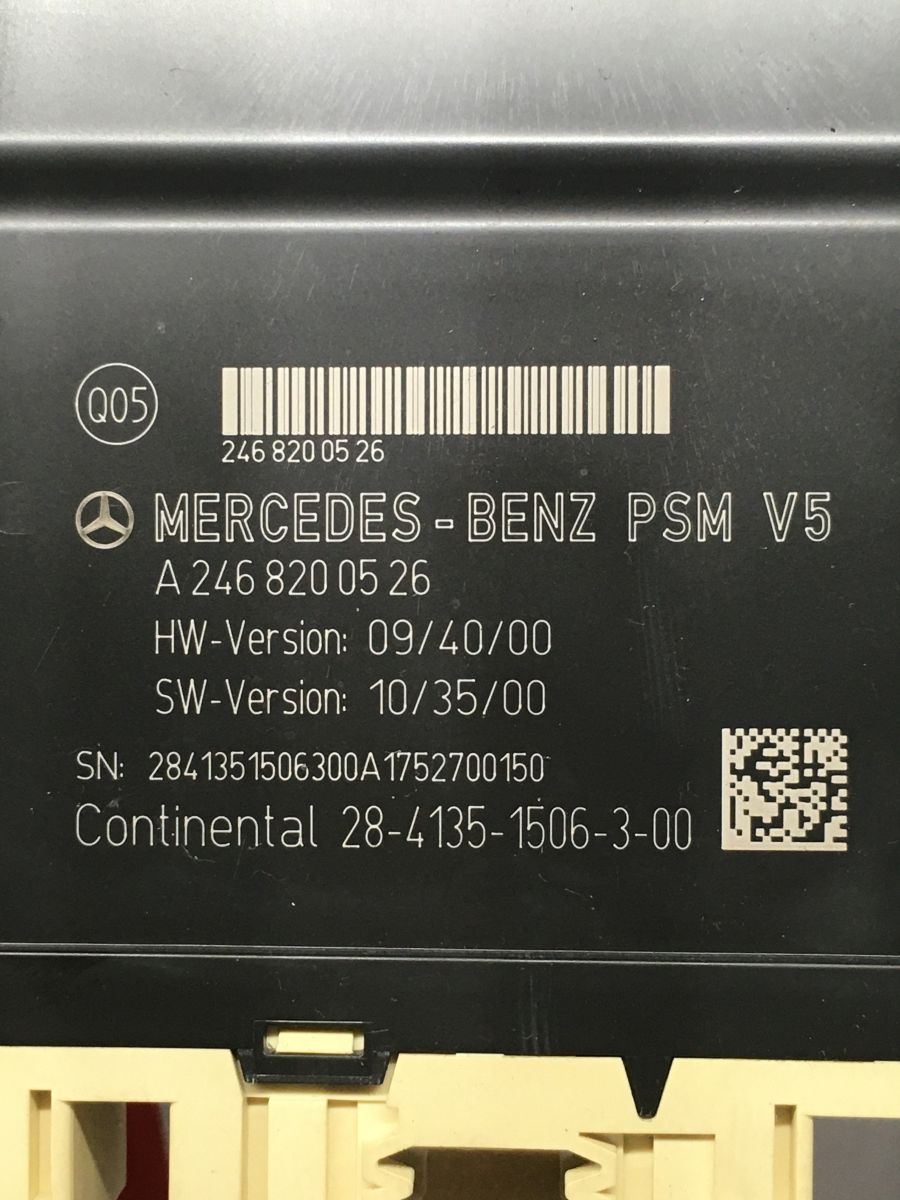 Q05
246 820 05 26
MERCEDES-BENZ PSM V5
A 246 820 05 26
HW-Version: 09/40/00
SW-Version: 10/35/00
SN: 2841351506300A1752700150
Continental 28-4135-1506-3-00